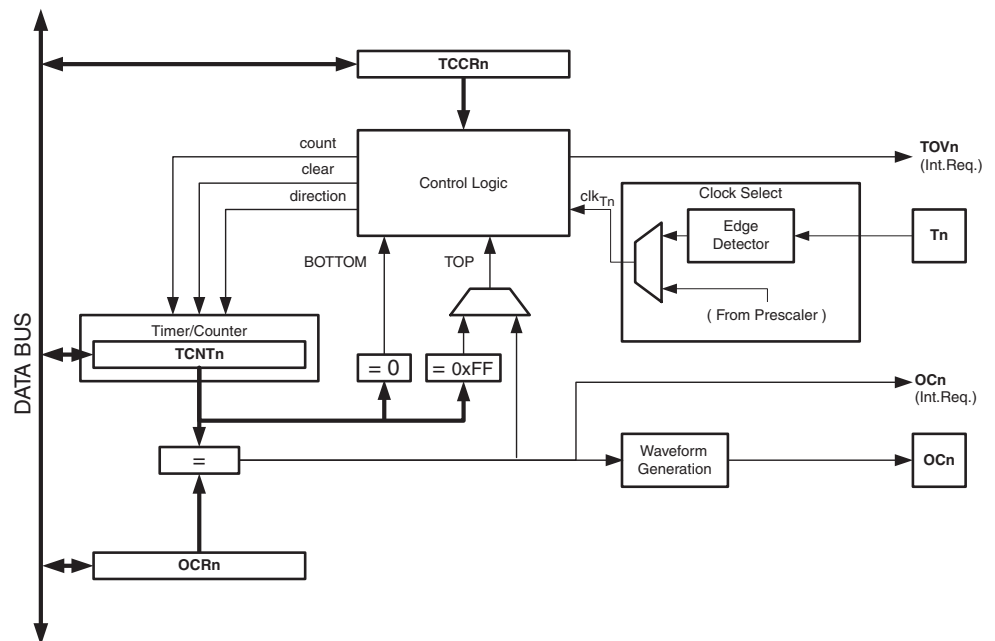 TCCRn
count
clear
direction
Control Logic
TOVn
(Int.Req.)
clkTn
Clock Select
Edge
Detector
Tn
( From Prescaler )
BOTTOM
TOP
DATA BUS
Timer/Counter
TCNTn
= 0
= 0xFF
OCn
(Int.Req.)
=
Waveform
Generation
OCn
OCRn